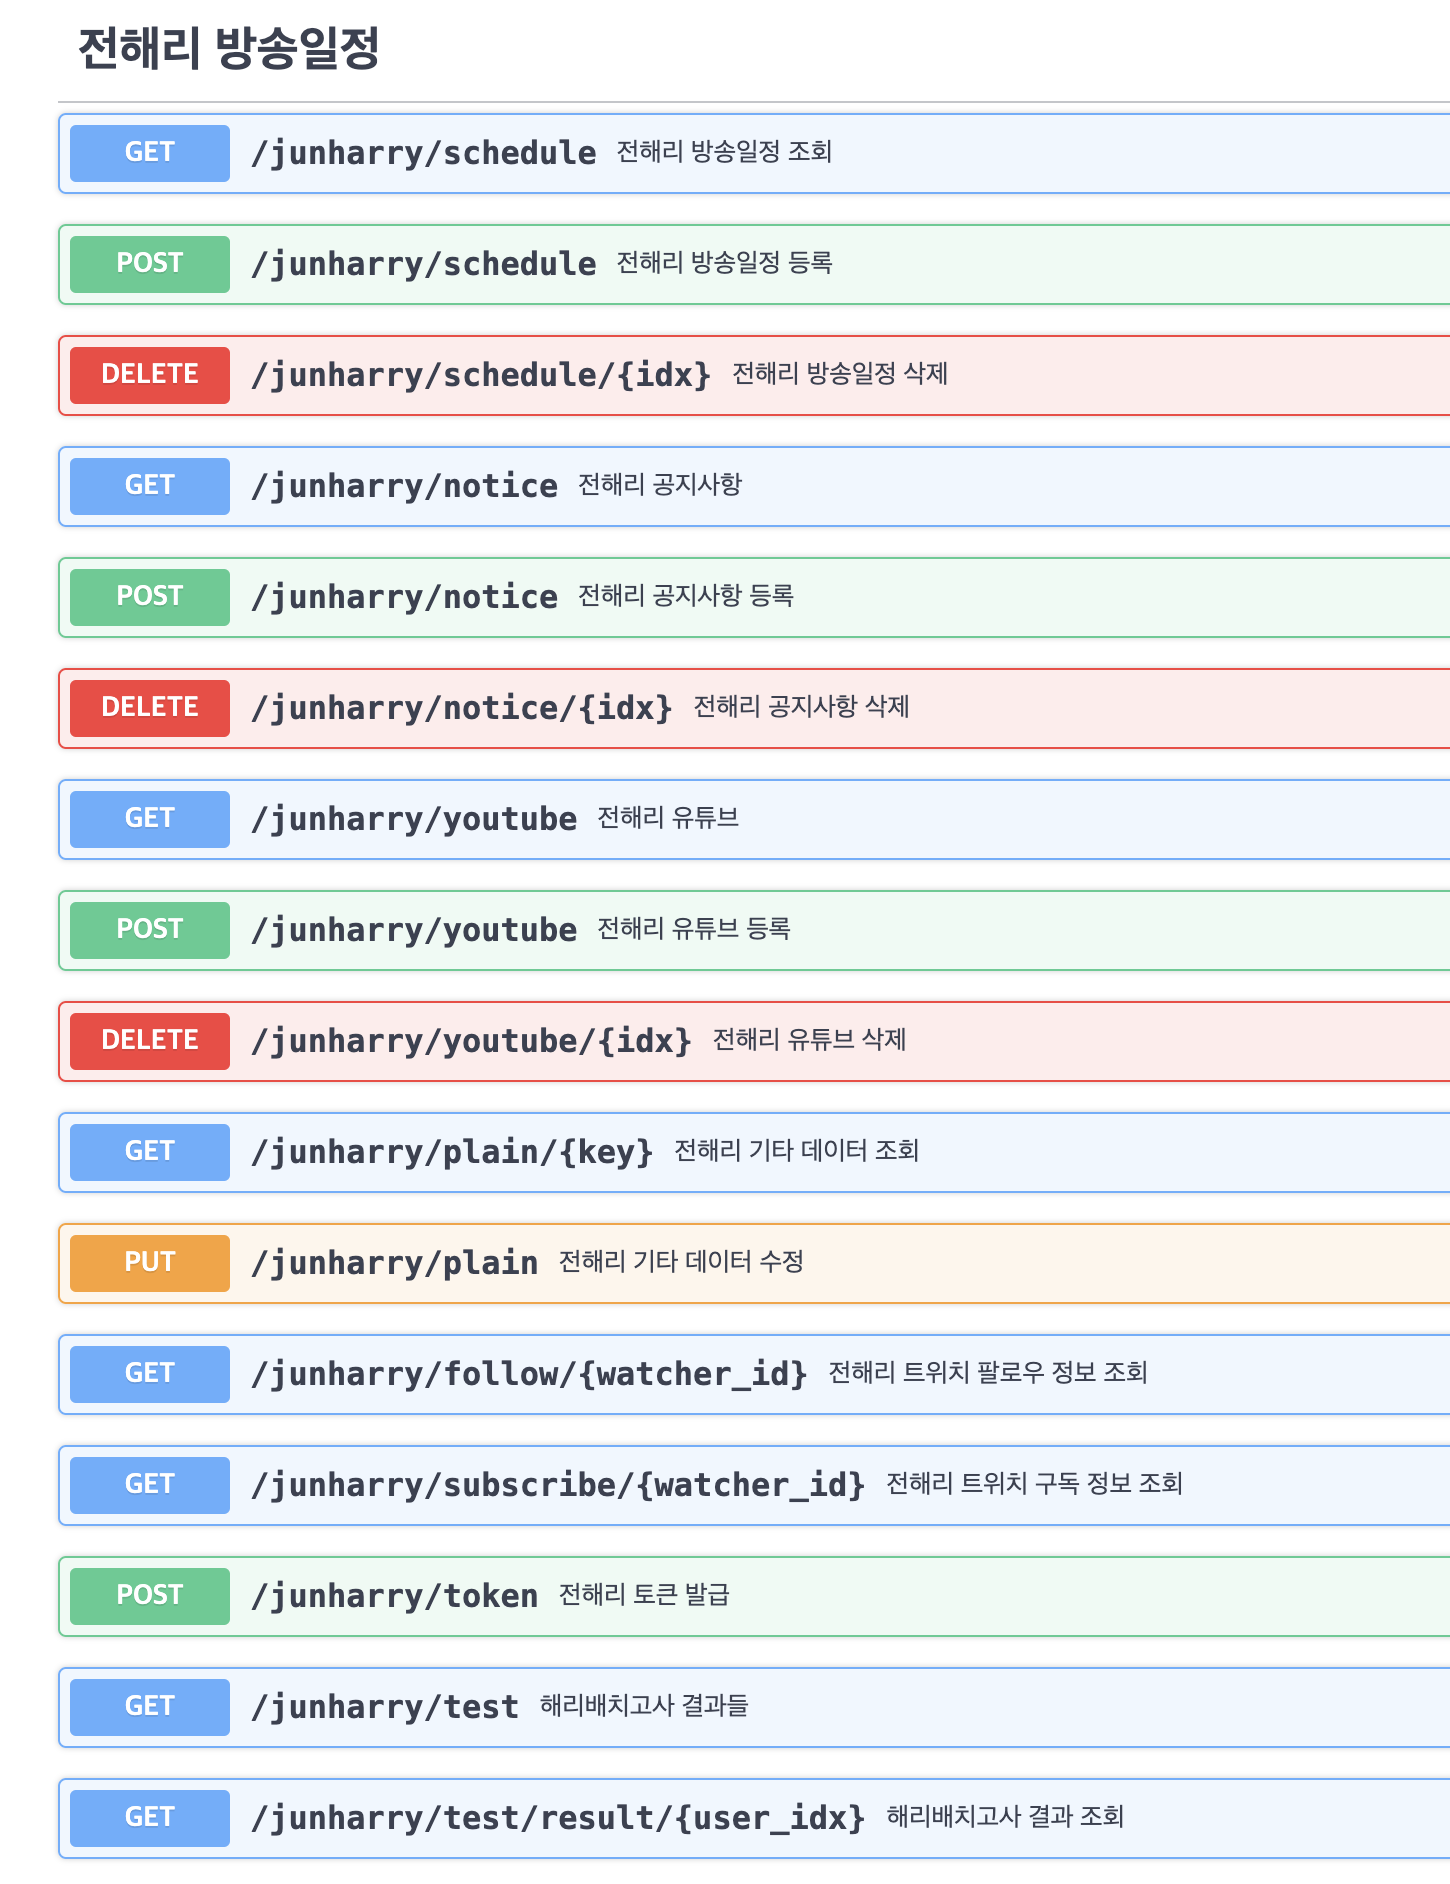 전해리 방송일정
GET /junharry/schedule 전해리 방송일정 조회
POST /junharry/schedule 전해리 방송일정 등록
DELETE /junharry/schedule/{idx} 전해리 방송일정 삭제
GET /junharry/notice 전해리 공지사항
POST /junharry/notice 전해리 공지사항 등록
DELETE /junharry/notice/{idx} 전해리 공지사항 삭제
GET /junharry/youtube 전해리 유튜브
POST /junharry/youtube 전해리 유튜브 등록
DELETE /junharry/youtube/{idx} 전해리 유튜브 삭제
GET /junharry/plain/{key} 전해리 기타 데이터 조회
PUT /junharry/plain 전해리 기타 데이터 수정
GET /junharry/follow/{watcher_id} 전해리 트위치 팔로우 정보 조회
GET /junharry/subscribe/{watcher_id} 전해리 트위치 구독 정보 조회
POST /junharry/token 전해리 토큰 발급
GET /junharry/test 해리배치고사 결과들
GET /junharry/test/result/{user_idx} 해리배치고사 결과 조회